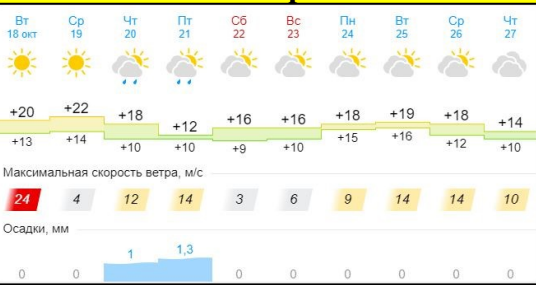 Вт Ср Чт Пт Сб Вс Пн Вт Ср Чт
18 окт 19 20 21 22 23 24 25 26 27
+20 +22 +18 +12 +16 +16 +18 +19 +18 +14
+13 +14 +10 +10 +9 +10 +15 +16 +12 +10
Максимальная скорость ветра, м/с
24 4 12 14 3 6 9 14 14 10
Осадки, мм
0 0 1 1,3 0 0 0 0 0 0